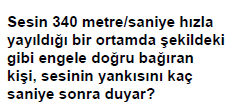 Sesin 340 metre/saniye hızla
yayıldığı bir ortamda şekildeki
gibi engele doğru bağıran
kişi, sesinin yankısını kaç
saniye sonra duyar?